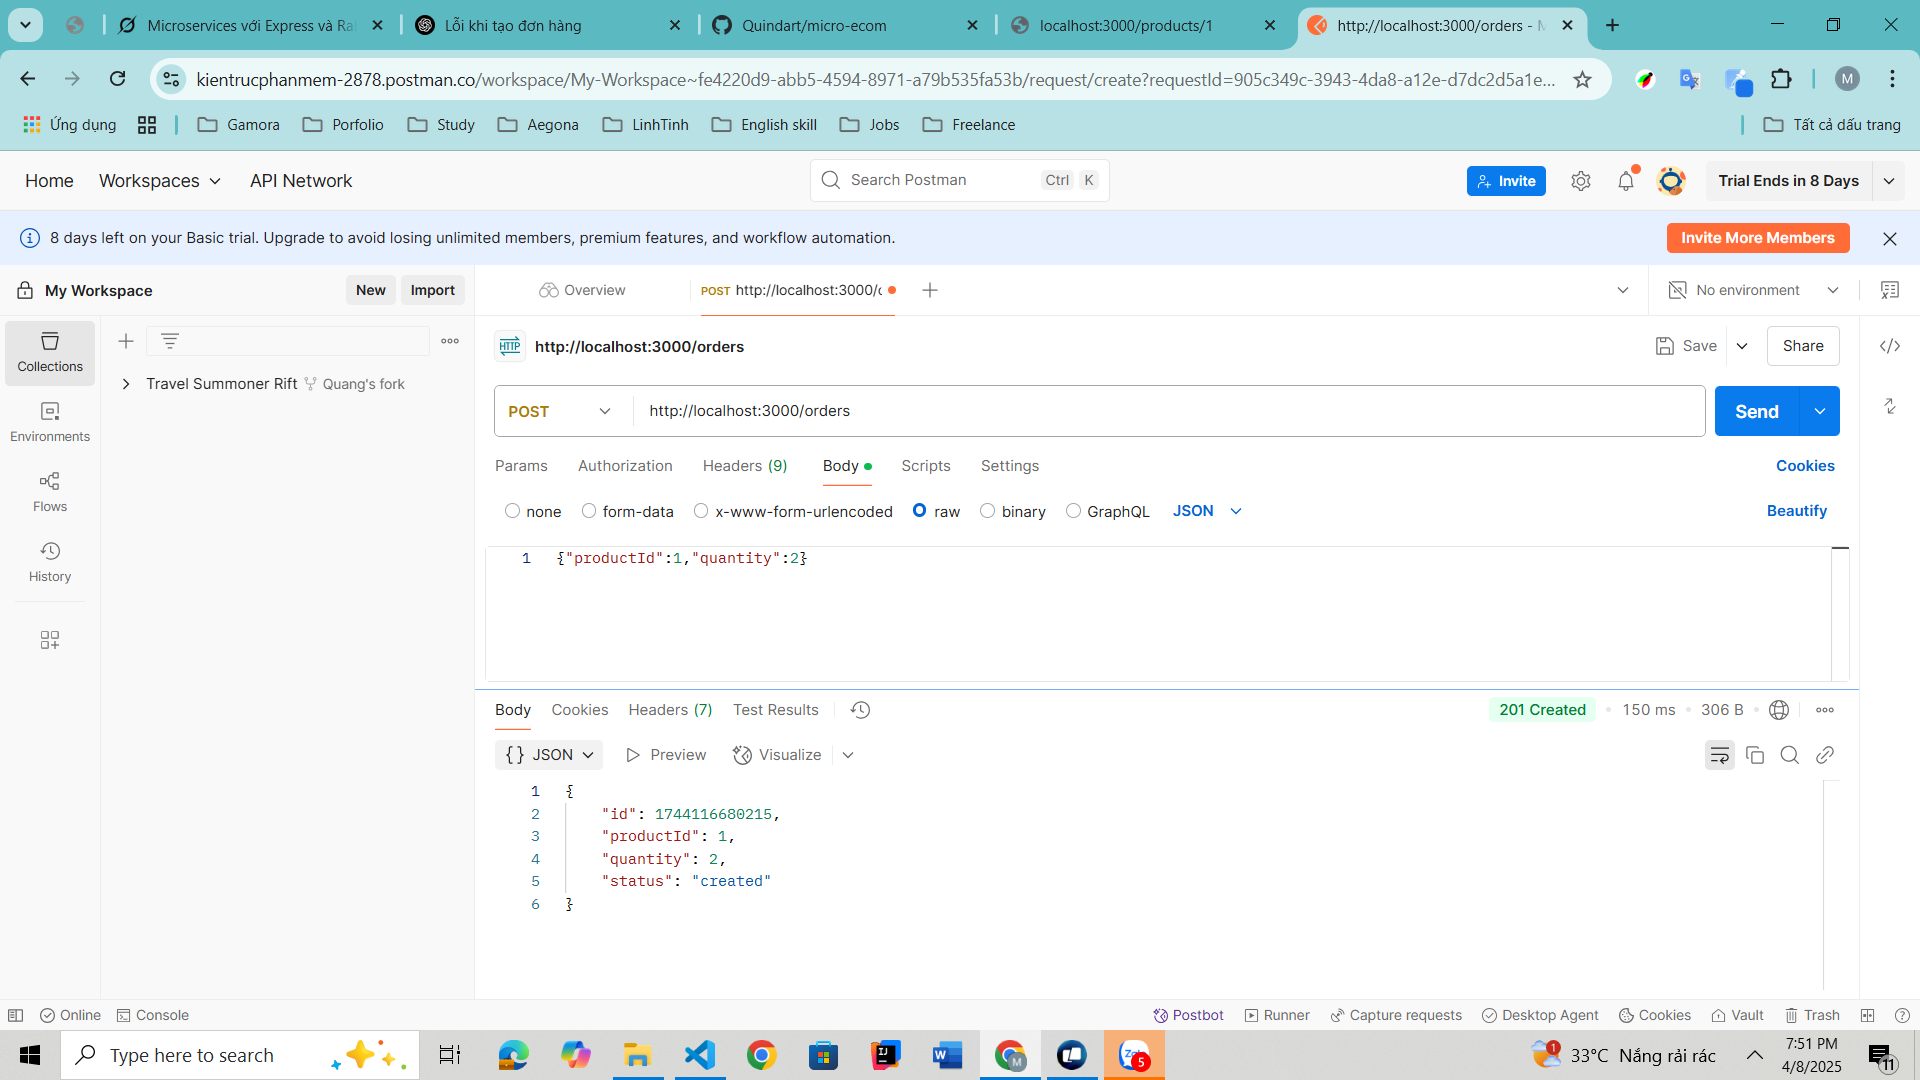 Microservices với Express và Ra
Lỗi khi tạo đơn hàng
Quindart/micro-ecom
localhost:3000/products/1
http://localhost:3000/orders - M
kientrucphanmem-2878.postman.co/workspace/My-Workspace~fe4220d9-abb5-4594-8971-a79b535fa53b/request/create?requestId=905c349c-3943-4da8-a12e-d7dc2d5a1e...
M
Ứng dụng
Gamora
Porfolio
Study
Aegona
LinhTinh
English skill
Jobs
Freelance
Tất cả dấu trang
Home
Workspaces
API Network
Search Postman
Ctrl K
Invite
Trial Ends in 8 Days
8 days left on your Basic trial. Upgrade to avoid losing unlimited members, premium features, and workflow automation.
Invite More Members
My Workspace
New
Import
Overview
POST http://localhost:3000/
No environment
Collections
Environments
Flows
History
Travel Summoner Rift Quang's fork
HTTP http://localhost:3000/orders
Save
Share
POST
http://localhost:3000/orders
Send
Params
Authorization
Headers (9)
Body
Scripts
Settings
Cookies
none
form-data
x-www-form-urlencoded
raw
binary
GraphQL
JSON
Beautify
1 {"productId":1,"quantity":2}
Body
Cookies
Headers (7)
Test Results
201 Created
150 ms
306 B
{} JSON
Preview
Visualize
1 {
2 "id": 1744116680215,
3 "productId": 1,
4 "quantity": 2,
5 "status": "created"
6 }
Online
Console
Postbot
Runner
Capture requests
Desktop Agent
Cookies
Vault
Trash
Type here to search
5
1
33°C Nắng rải rác
7:51 PM
4/8/2025
11